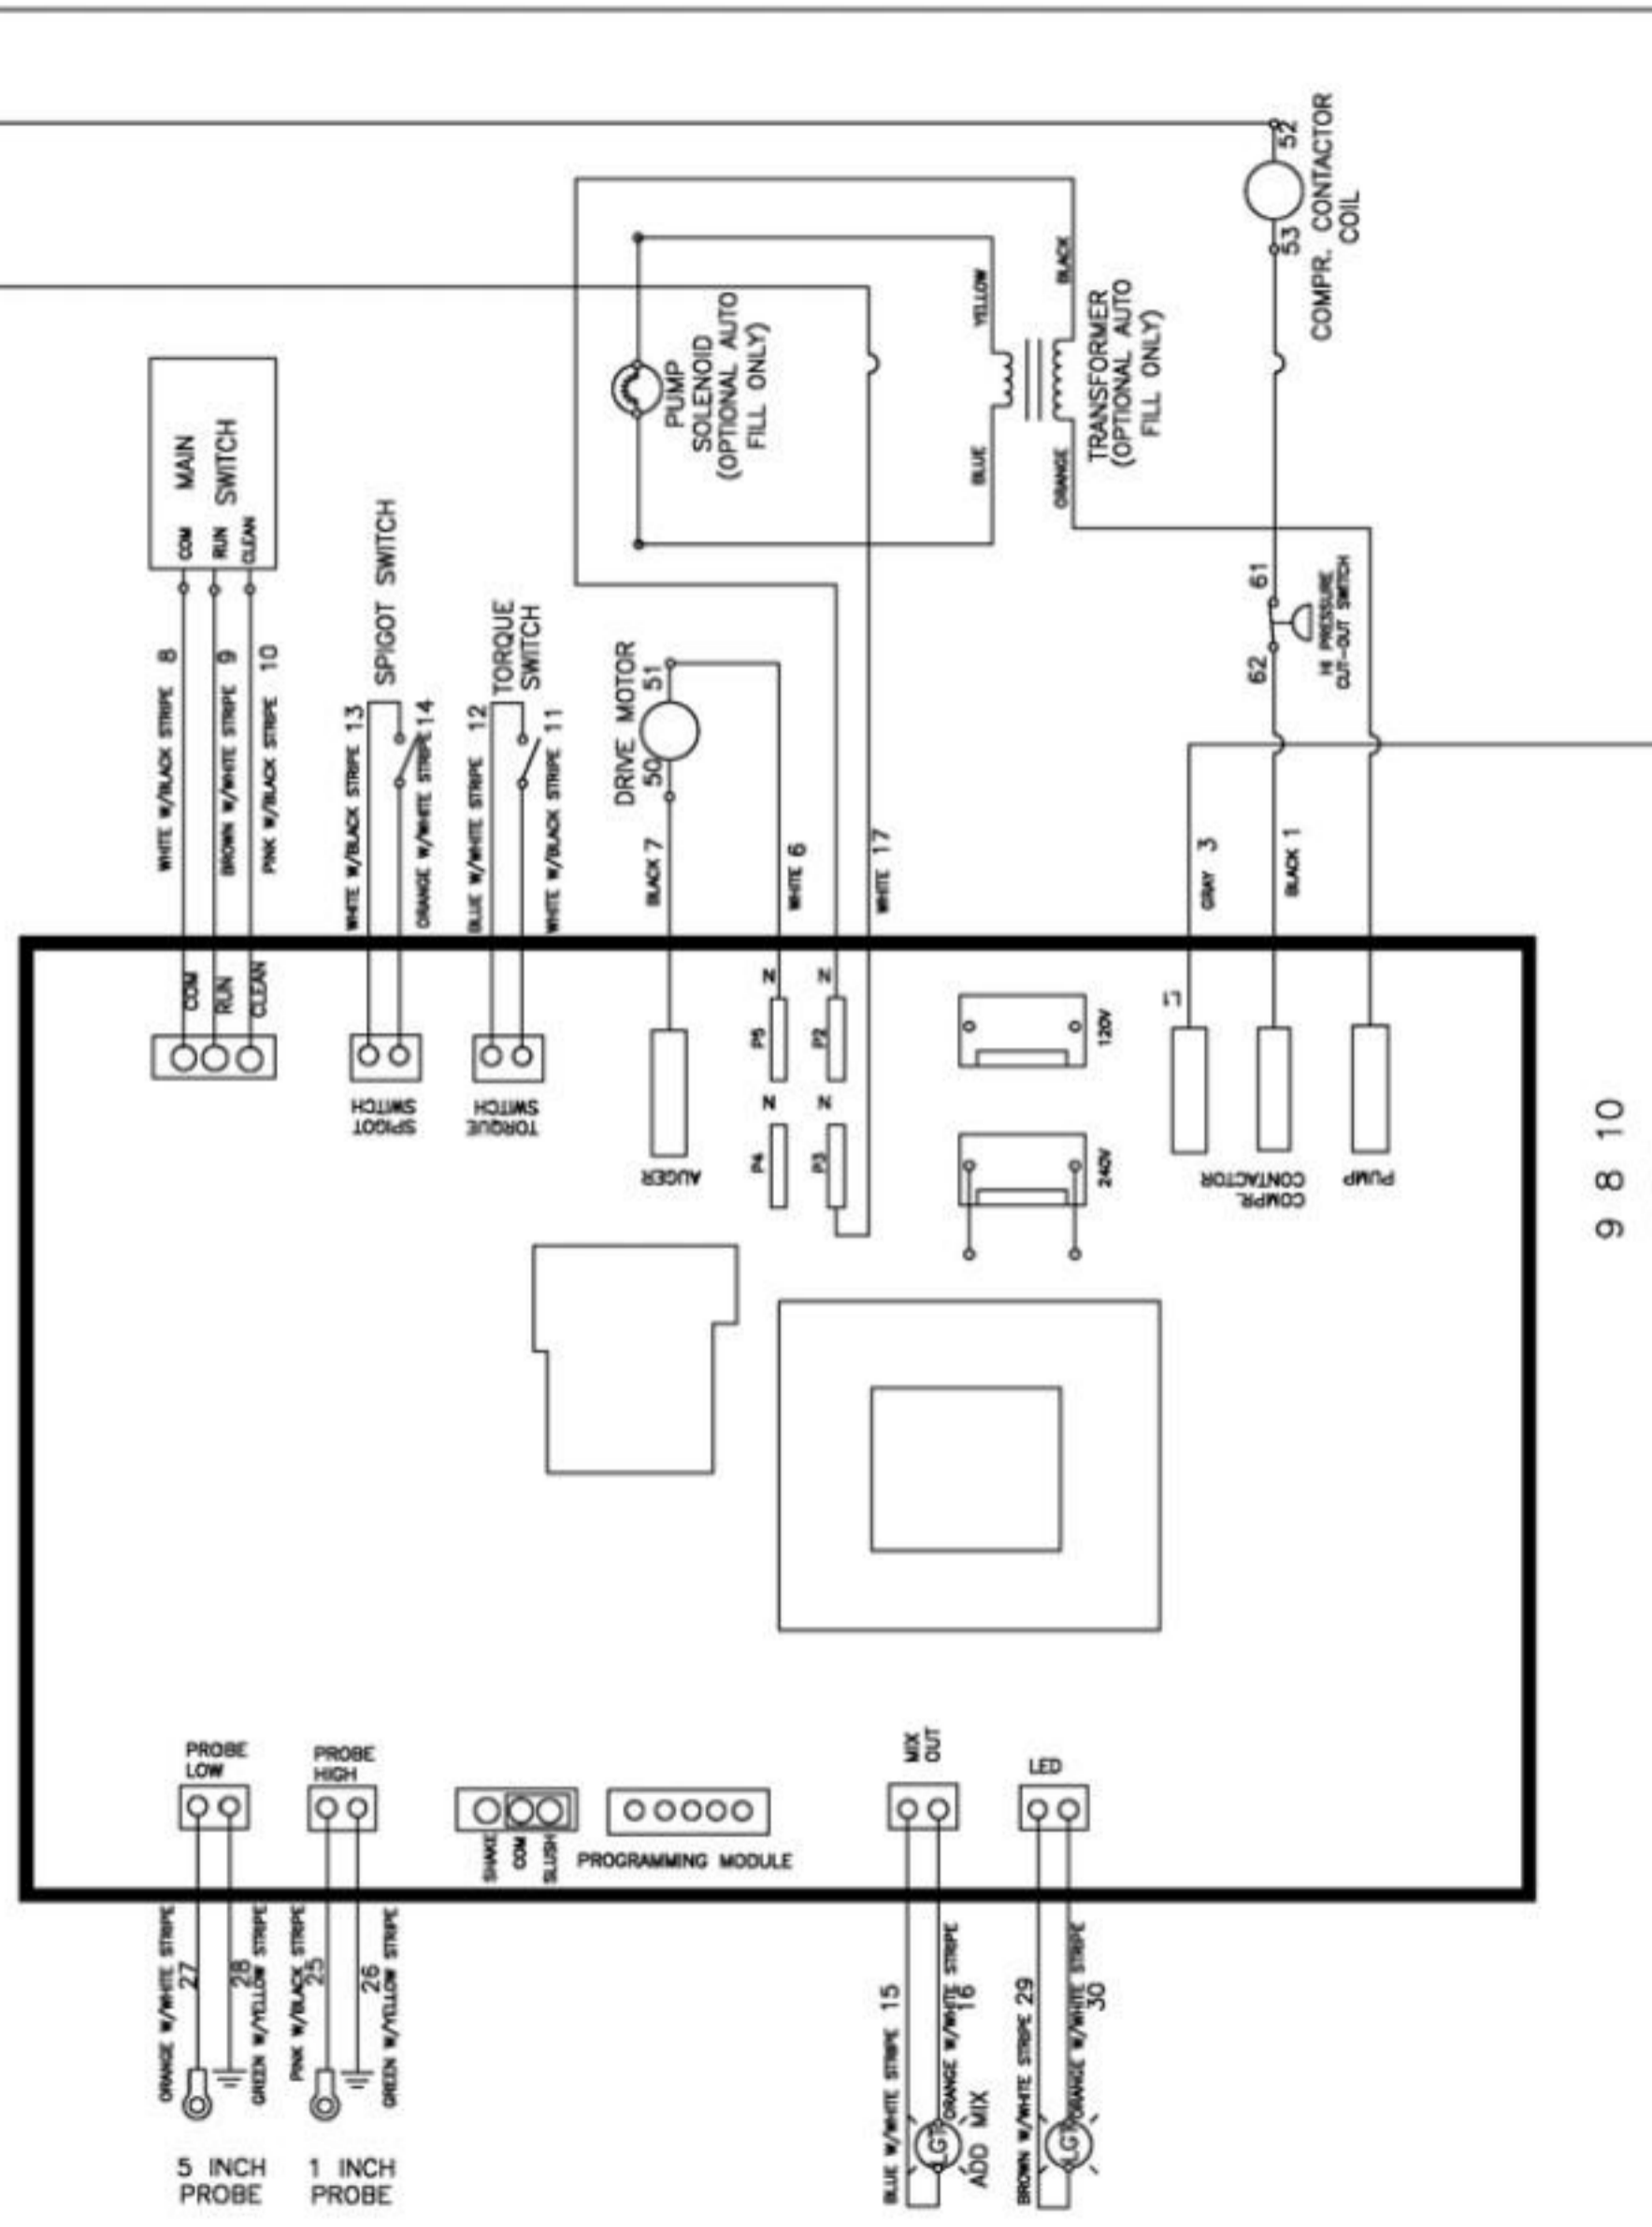 52
COMPR. CONTACTOR
COIL
53
BLACK
YELLOW
TRANSFORMER
(OPTIONAL AUTO
FILL ONLY)
BLUE
ORANGE
PUMP
SOLENOID
(OPTIONAL AUTO
FILL ONLY)
MAIN
SWITCH
COM
RUN
CLEAN
WHITE W/BLACK STRIPE 8
BROWN W/WHITE STRIPE 9
PINK W/BLACK STRIPE 10
SPIGOT SWITCH
WHITE W/BLACK STRIPE 13
ORANGE W/WHITE STRIPE 14
TORQUE
SWITCH
BLUE W/WHITE STRIPE 12
WHITE W/BLACK STRIPE 11
DRIVE MOTOR
50
51
BLACK 7
WHITE 6
WHITE 17
61
62
HI PRESSURE
CUT-OUT SWITCH
GRAY 3
BLACK 1
COM
RUN
CLEAN
SPIGOT
SWITCH
TORQUE
SWITCH
AUGER
N
N
P5
P2
N
N
P4
P3
120V
240V
L1
COMPR.
CONTACTOR
PUMP
9 8 10
PROBE
LOW
PROBE
HIGH
SHAKE
COM
SLUSH
PROGRAMMING MODULE
MIX
OUT
LED
ORANGE W/WHITE STRIPE
27
28
GREEN W/YELLOW STRIPE
PINK W/BLACK STRIPE
25
26
GREEN W/YELLOW STRIPE
5 INCH
PROBE
1 INCH
PROBE
BLUE W/WHITE STRIPE 15
ORANGE W/WHITE STRIPE
16
LGT
ADD MIX
BROWN W/WHITE STRIPE 29
ORANGE W/WHITE STRIPE
30
LGT